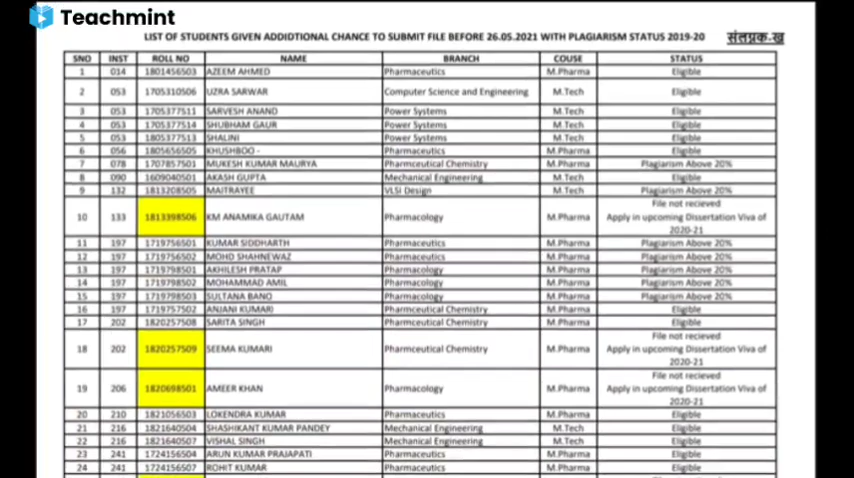 Teachmint
LIST OF STUDENTS GIVEN ADDIDTIONAL CHANCE TO SUBMIT FILE BEFORE 26.05.2021 WITH PLAGIARISM STATUS 2019-20 संलग्नक-ख
SNO INST ROLL NO NAME BRANCH COUSE STATUS
1 014 1801456503 AZEEM AHMED Pharmaceutics M.Pharma Eligible
2 053 1705310506 UZRA SARWAR Computer Science and Engineering M.Tech Eligible
3 053 1705377511 SARVESH ANAND Power Systems M.Tech Eligible
4 053 1705377514 SHUBHAM GAUR Power Systems M.Tech Eligible
5 053 1805377513 SHALINI Power Systems M.Tech Eligible
6 056 1805656505 KHUSHBOO - Pharmaceutics M.Pharma Eligible
7 078 1707857501 MUKESH KUMAR MAURYA Pharmceutical Chemistry M.Pharma Plagiarism Above 20%
8 090 1609040501 AKASH GUPTA Mechanical Engineering M.Tech Eligible
9 132 1813208505 MAITRAYEE VLSI Design M.Tech Plagiarism Above 20%
10 133 1813398506 KM ANAMIKA GAUTAM Pharmacology M.Pharma File not recieved
Apply in upcoming Dissertation Viva of
2020-21
11 197 1719756501 KUMAR SIDDHARTH Pharmaceutics M.Pharma Plagiarism Above 20%
12 197 1719756502 MOHD SHAHNEWAZ Pharmaceutics M.Pharma Plagiarism Above 20%
13 197 1719798501 AKHILESH PRATAP Pharmacology M.Pharma Plagiarism Above 20%
14 197 1719798502 MOHAMMAD AMIL Pharmacology M.Pharma Plagiarism Above 20%
15 197 1719798503 SULTANA BANO Pharmacology M.Pharma Plagiarism Above 20%
16 197 1719757502 ANJANI KUMARI Pharmceutical Chemistry M.Pharma Eligible
17 202 1820257508 SARITA SINGH Pharmceutical Chemistry M.Pharma Eligible
18 202 1820257509 SEEMA KUMARI Pharmceutical Chemistry M.Pharma File not recieved
Apply in upcoming Dissertation Viva of
2020-21
19 206 1820698501 AMEER KHAN Pharmacology M.Pharma File not recieved
Apply in upcoming Dissertation Viva of
2020-21
20 210 1821056503 LOKENDRA KUMAR Pharmaceutics M.Pharma Eligible
21 216 1821640504 SHASHIKANT KUMAR PANDEY Mechanical Engineering M.Tech Eligible
22 216 1821640507 VISHAL SINGH Mechanical Engineering M.Tech Eligible
23 241 1724156504 ARUN KUMAR PRAJAPATI Pharmaceutics M.Pharma Eligible
24 241 1724156507 ROHIT KUMAR Pharmaceutics M.Pharma Eligible